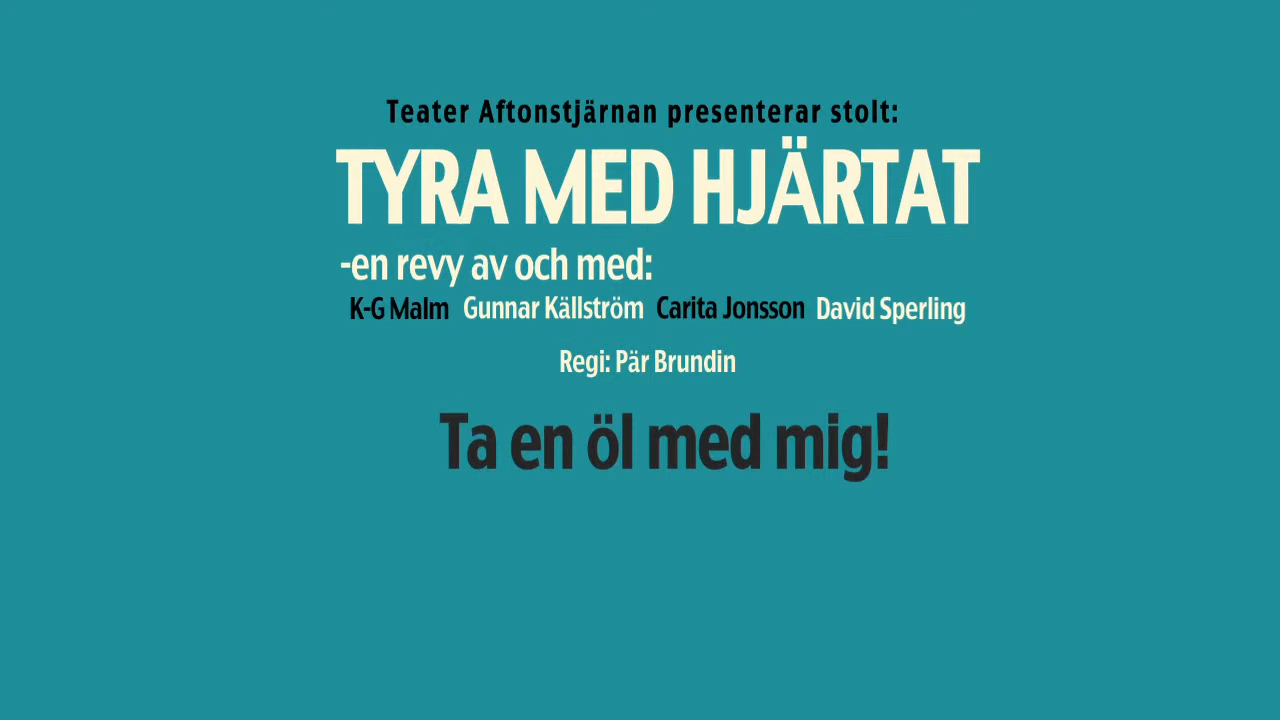 Teater Aftonstjärnan presenterar stolt:
TYRA MED HJÄRTAT
-en revy av och med:
K-G Malm Gunnar Källström Carita Jonsson David Sperling
Regi: Pär Brundin
Ta en öl med mig!